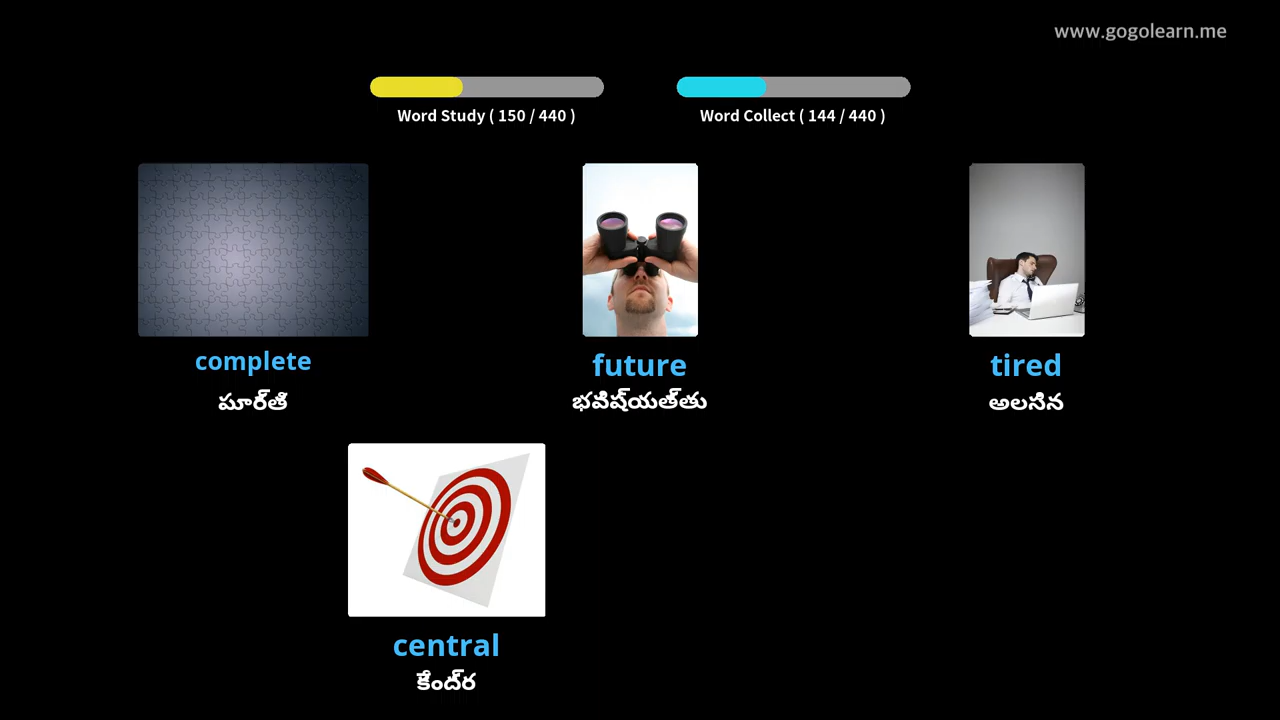 www.gogolearn.me
Word Study ( 150 / 440 )
Word Collect ( 144 / 440 )
complete
పూర్తి
future
భవిష్యత్తు
tired
అలసిన
central
కేంద్ర